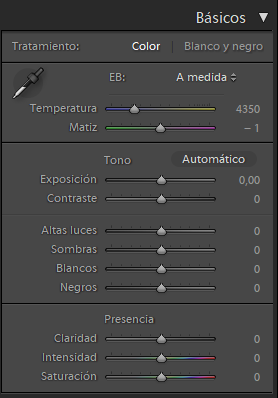 Básicos
Tratamiento: Color | Blanco y negro
EB: A medida
Temperatura 4350
Matiz − 1
Tono Automático
Exposición 0,00
Contraste 0
Altas luces 0
Sombras 0
Blancos 0
Negros 0
Presencia
Claridad 0
Intensidad 0
Saturación 0